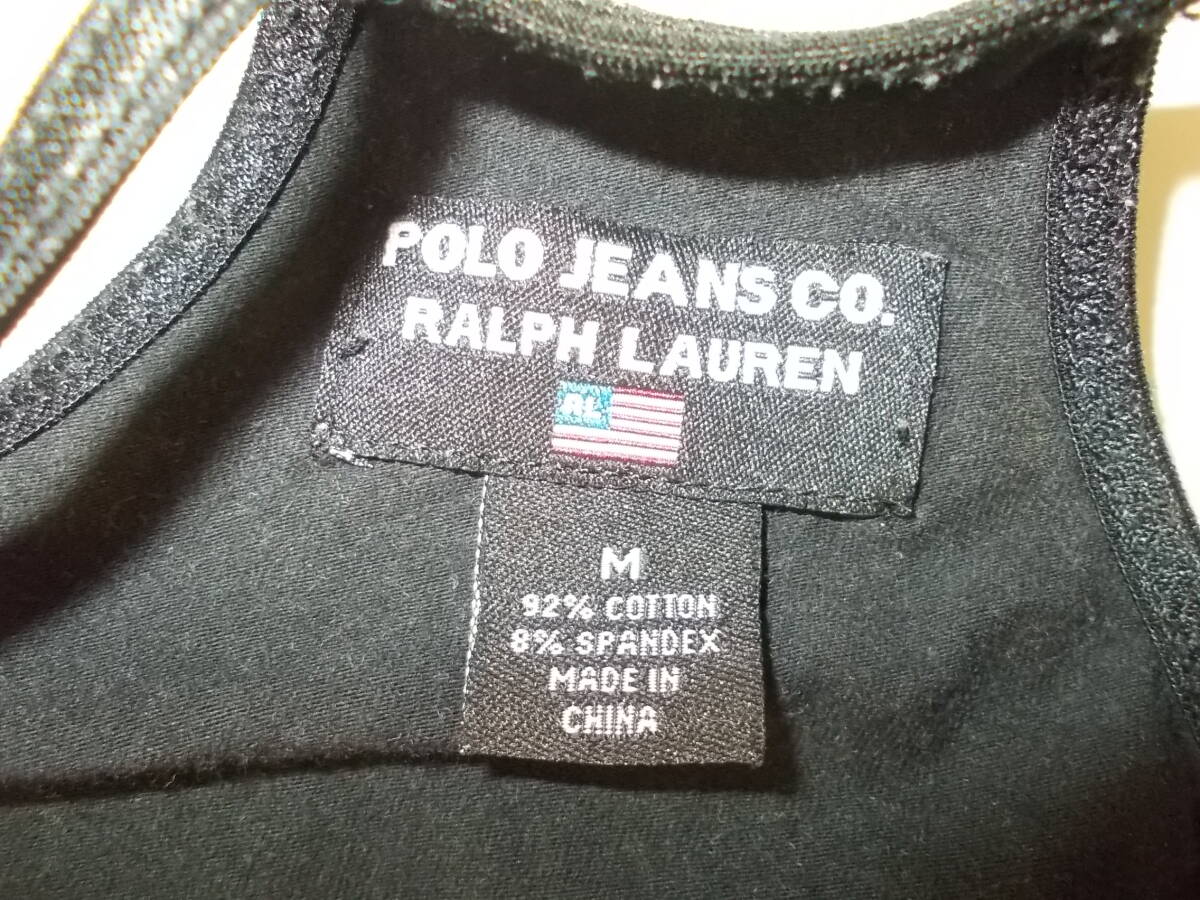 POLO JEANS CO.
RALPH LAUREN
RL
M
92% COTTON
8% SPANDEX
MADE IN
CHINA